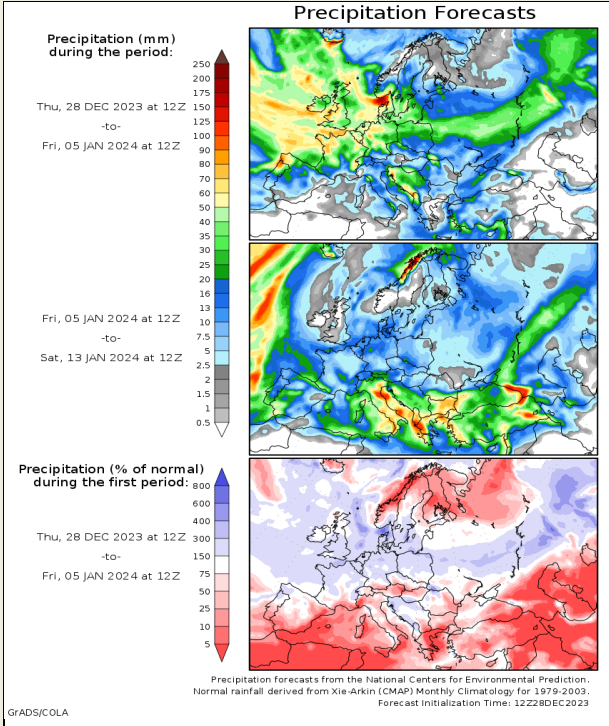 Precipitation Forecasts
Precipitation (mm)
during the period:
Thu, 28 DEC 2023 at 12Z
-to-
Fri, 05 JAN 2024 at 12Z
250
200
175
150
125
100
90
80
70
60
50
40
35
30
25
20
16
13
10
7.5
5
2.5
2
1.5
1
0.5
Fri, 05 JAN 2024 at 12Z
-to-
Sat, 13 JAN 2024 at 12Z
Precipitation (% of normal)
during the first period:
Thu, 28 DEC 2023 at 12Z
-to-
Fri, 05 JAN 2024 at 12Z
800
600
400
300
150
75
50
25
10
5
Precipitation forecasts from the National Centers for Environmental Prediction.
Normal rainfall derived from Xie-Arkin (CMAP) Monthly Climatology for 1979-2003.
Forecast Initialization Time: 12Z28DEC2023
GrADS/COLA